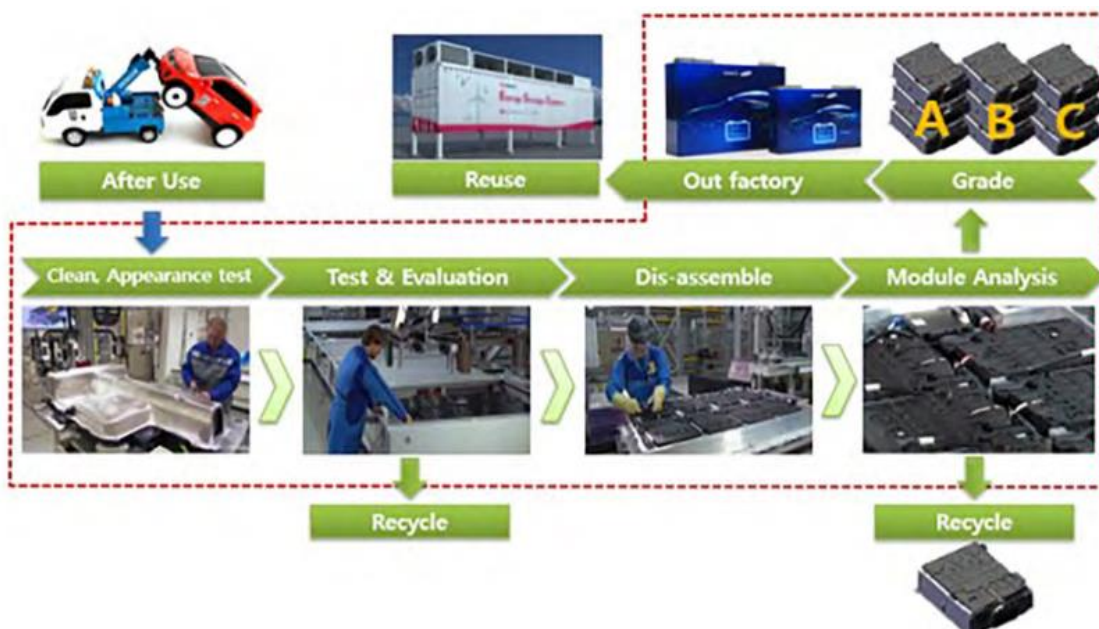 After Use
Reuse
Out factory
Grade
A B C
Clean, Appearance test
Test & Evaluation
Dis-assemble
Module Analysis
Recycle
Recycle